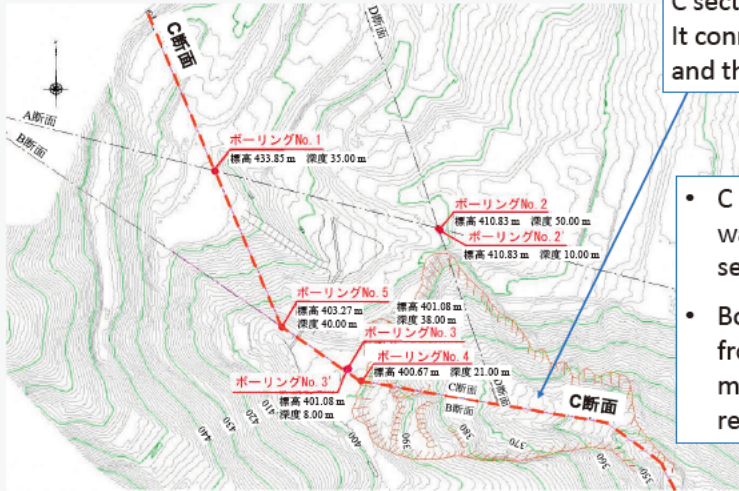 C sect
It conn
and th
C断面
D断面
A断面
B断面
ボーリングNo. 1
標高 433.85 m 深度 35.00 m
ボーリングNo. 2
標高 410.83 m 深度 50.00 m
ボーリングNo. 2'
標高 410.83 m 深度 10.00 m
• C
wa
se
• Bo
fro
m
re
ボーリングNo. 5
標高 403.27 m
深度 40.00 m
標高 401.08 m
深度 38.00 m
ボーリングNo. 3
ボーリングNo. 4
標高 400.67 m 深度 21.00 m
ボーリングNo. 3'
標高 401.08 m
深度 8.00 m
C断面
B断面
D断面
C断面
440
430
420
410
400
390
380
370
360
350